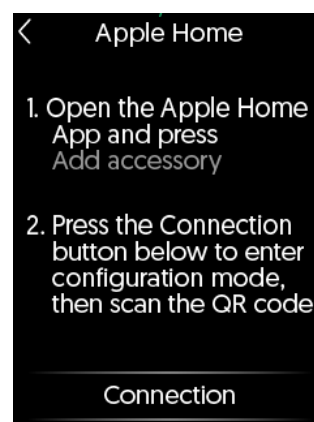 Apple Home
1. Open the Apple Home
App and press
Add accessory
2. Press the Connection
button below to enter
configuration mode,
then scan the QR code
Connection